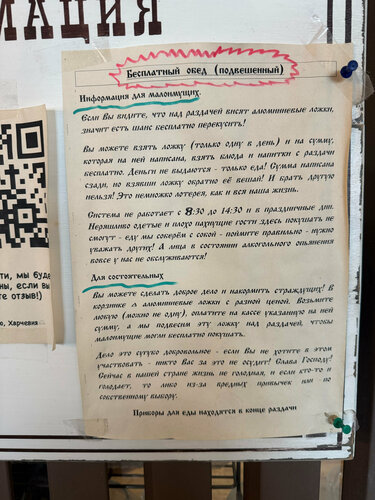 МАЦИЯ
Бесплатный обед (подвешенный)
Информация для малоимущих.
Если Вы видите, что над раздачей висят алюминиевые ложки,
значит есть шанс бесплатно перекусить!
Вы можете взять ложку (только одну в день) и на сумму,
которая на ней написана, взять блюда и напитки с раздачи
бесплатно. Деньги не выдаются - только еда! Сумма написана
сзади, но взявши ложку обратно её вешай! И брать другую
нельзя! Это немножко лотерея, как и вся наша жизнь.
Система не работает с 8:30 до 14:30 и в праздничные дни.
Неряшливо одетые и плохо пахнущие гости здесь покушать не
смогут - еду мы соберём с собой - поймите правильно - нужно
уважать других! А лица в состоянии алкогольного опьянения
вовсе у нас не обслуживаются!
Для состоятельных
Вы можете сделать доброе дело и накормить страждущих! В
корзинке л алюминиевые ложки с разной ценой. Возьмите
любую (можно не одну), оплатите на кассе указанную на ней
сумму, а мы подвесим эту ложку над раздачей, чтобы
малоимущие могли бесплатно покушать.
Дело это сугубо добровольное - если Вы не хотите в этом
участвовать - никто Вас за это не осудит! Слава Господу!
Сейчас в нашей стране жизнь не голодная, и если кто-то и
голодает, то либо из-за вредных привычек или по
собственному выбору.
Приборы для еды находятся в конце раздачи
ти, мы буде
ны, если вы
те отзыв!)
о, Харчевня